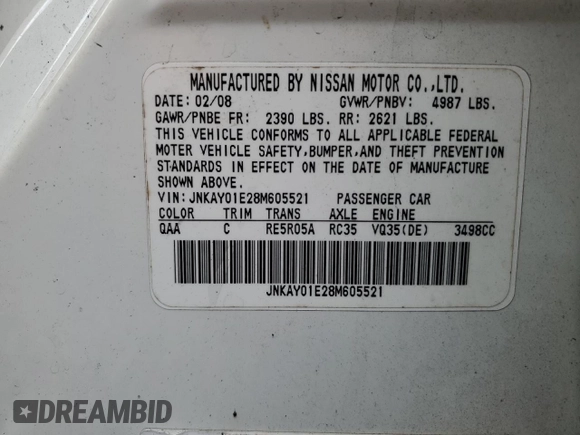 MANUFACTURED BY NISSAN MOTOR CO.,LTD.
DATE: 02/08 GVWR/PNBV: 4987 LBS.
GAWR/PNBE FR: 2390 LBS. RR: 2621 LBS.
THIS VEHICLE CONFORMS TO ALL APPLICABLE FEDERAL
MOTER VEHICLE SAFETY,BUMPER,AND THEFT PREVENTION
STANDARDS IN EFFECT ON THE DATE OF MANUFACTURE
SHOWN ABOVE.
VIN:JNKAY01E28M605521 PASSENGER CAR
COLOR TRIM TRANS AXLE ENGINE
QAA C RE5R05A RC35 VQ35(DE) 3498CC
JNKAY01E28M605521
DREAMBID